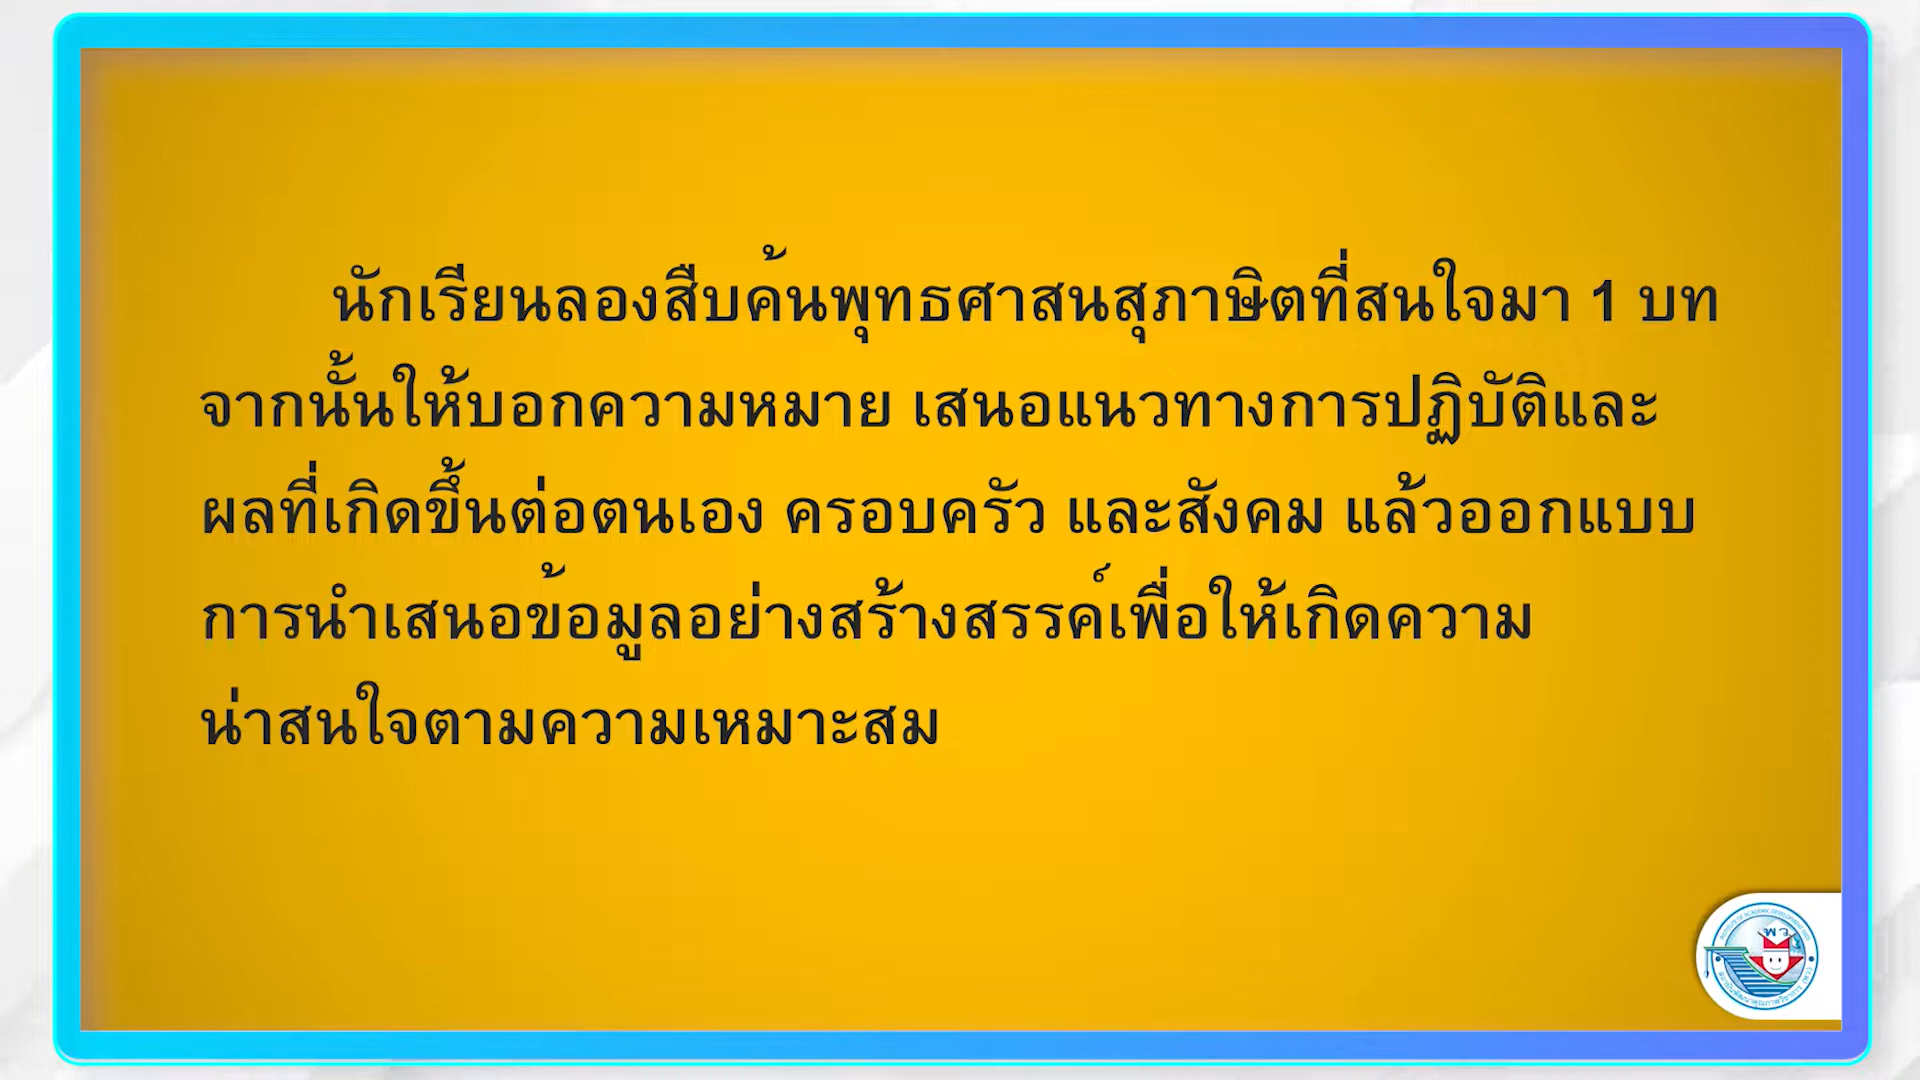 นักเรียนลองสืบค้นพุทธศาสนสุภาษิตที่สนใจมา 1 บท
จากนั้นให้บอกความหมาย เสนอแนวทางการปฏิบัติและ
ผลที่เกิดขึ้นต่อตนเอง ครอบครัว และสังคม แล้วออกแบบ
การนำเสนอข้อมูลอย่างสร้างสรรค์เพื่อให้เกิดความ
น่าสนใจตามความเหมาะสม
พว